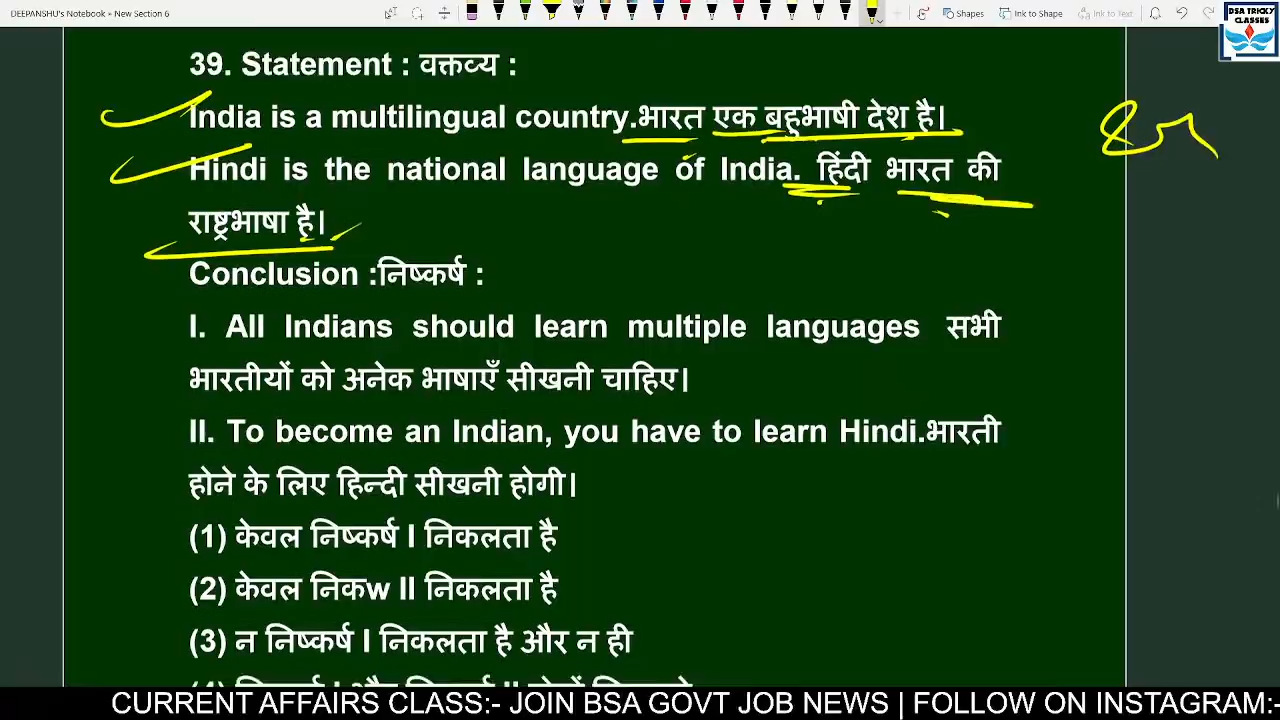 DEEPANSHU's Notebook » New Section 6
Shapes Ink to Shape Ink to Text
DSA TRICKY
CLASSES
39. Statement : वक्तव्य :
India is a multilingual country.भारत एक बहुभाषी देश है।
Hindi is the national language of India. हिंदी भारत की
राष्ट्रभाषा है।
Conclusion :निष्कर्ष :
I. All Indians should learn multiple languages सभी
भारतीयों को अनेक भाषाएँ सीखनी चाहिए।
II. To become an Indian, you have to learn Hindi.भारती
होने के लिए हिन्दी सीखनी होगी।
(1) केवल निष्कर्ष I निकलता है
(2) केवल निकw II निकलता है
(3) न निष्कर्ष I निकलता है और न ही
CURRENT AFFAIRS CLASS:- JOIN BSA GOVT JOB NEWS | FOLLOW ON INSTAGRAM:-